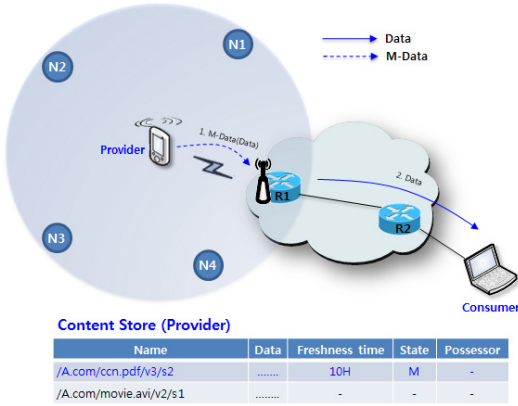 N1
Data
M-Data
N2
1. M-Data(Data)
Provider
2. Data
R1
R2
N3
N4
Consumer
Content Store (Provider)
Name Data Freshness time State Possessor
/A.com/ccn.pdf/v3/s2 ....... 10H M -
/A.com/movie.avi/v2/s1 ........ - - -